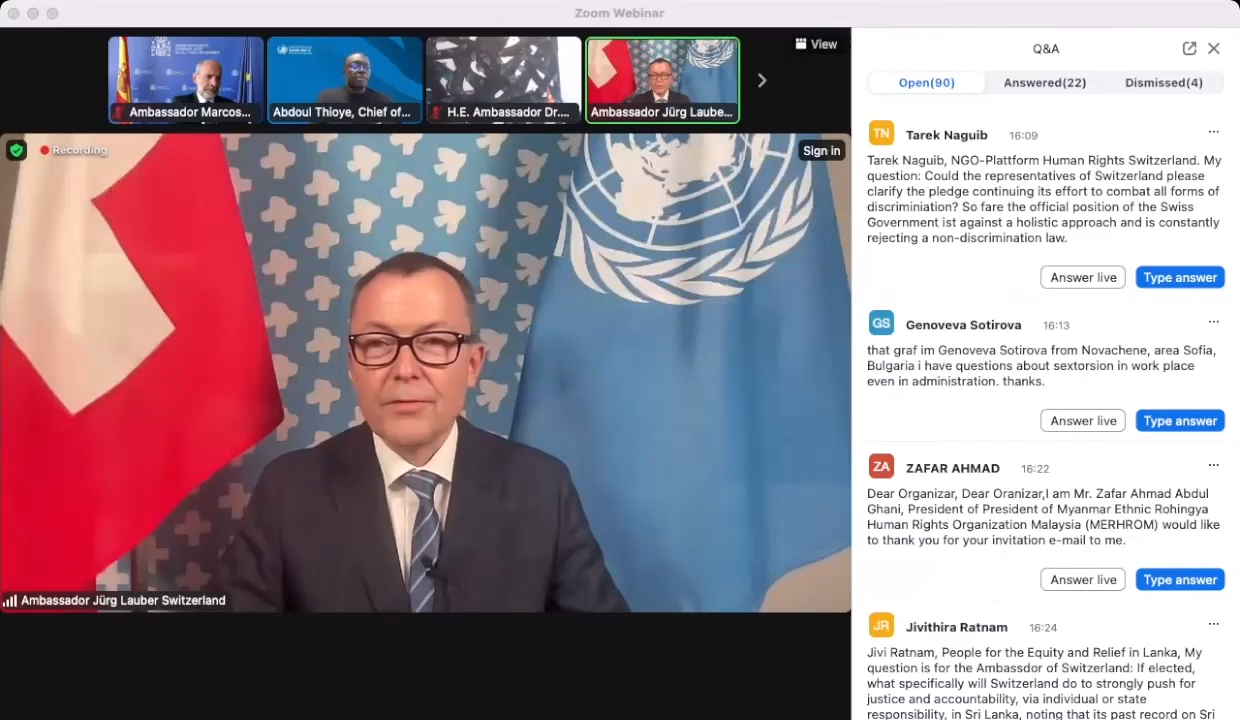 Zoom Webinar
View
Ambassador Marcos...
Abdoul Thioye, Chief of...
H.E. Ambassador Dr....
Ambassador Jürg Laube...
Recording
Sign in
Ambassador Jürg Lauber Switzerland
Q&A
Open(90)
Answered(22)
Dismissed(4)
TN
Tarek Naguib 16:09
Tarek Naguib, NGO-Plattform Human Rights Switzerland. My
question: Could the representatives of Switzerland please
clarify the pledge continuing its effort to combat all forms of
discriminiation? So fare the official position of the Swiss
Government ist against a holistic approach and is constantly
rejecting a non-discrimination law.
Answer live
Type answer
GS
Genoveva Sotirova 16:13
that graf im Genoveva Sotirova from Novachene, area Sofia,
Bulgaria i have questions about sextorsion in work place
even in administration. thanks.
Answer live
Type answer
ZA
ZAFAR AHMAD 16:22
Dear Organizar, Dear Oranizar,I am Mr. Zafar Ahmad Abdul
Ghani, President of President of Myanmar Ethnic Rohingya
Human Rights Organization Malaysia (MERHROM) would like
to thank you for your invitation e-mail to me.
Answer live
Type answer
JR
Jivithira Ratnam 16:24
Jivi Ratnam, People for the Equity and Relief in Lanka, My
question is for the Ambassdor of Switzerland: If elected,
what specifically will Switzerland do to strongly push for
justice and accountability, via individual or state
responsibility, in Sri Lanka, noting that its past record on Sri